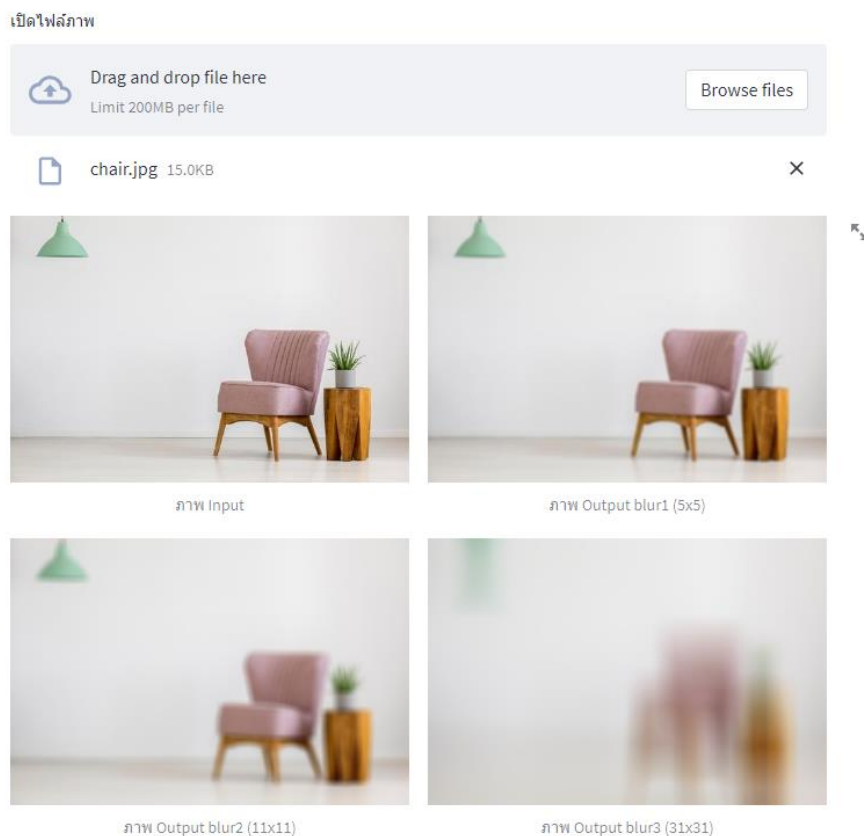 เปิดไฟล์ภาพ
Drag and drop file here
Limit 200MB per file
Browse files
chair.jpg 15.0KB
ภาพ Input
ภาพ Output blur1 (5x5)
ภาพ Output blur2 (11x11)
ภาพ Output blur3 (31x31)